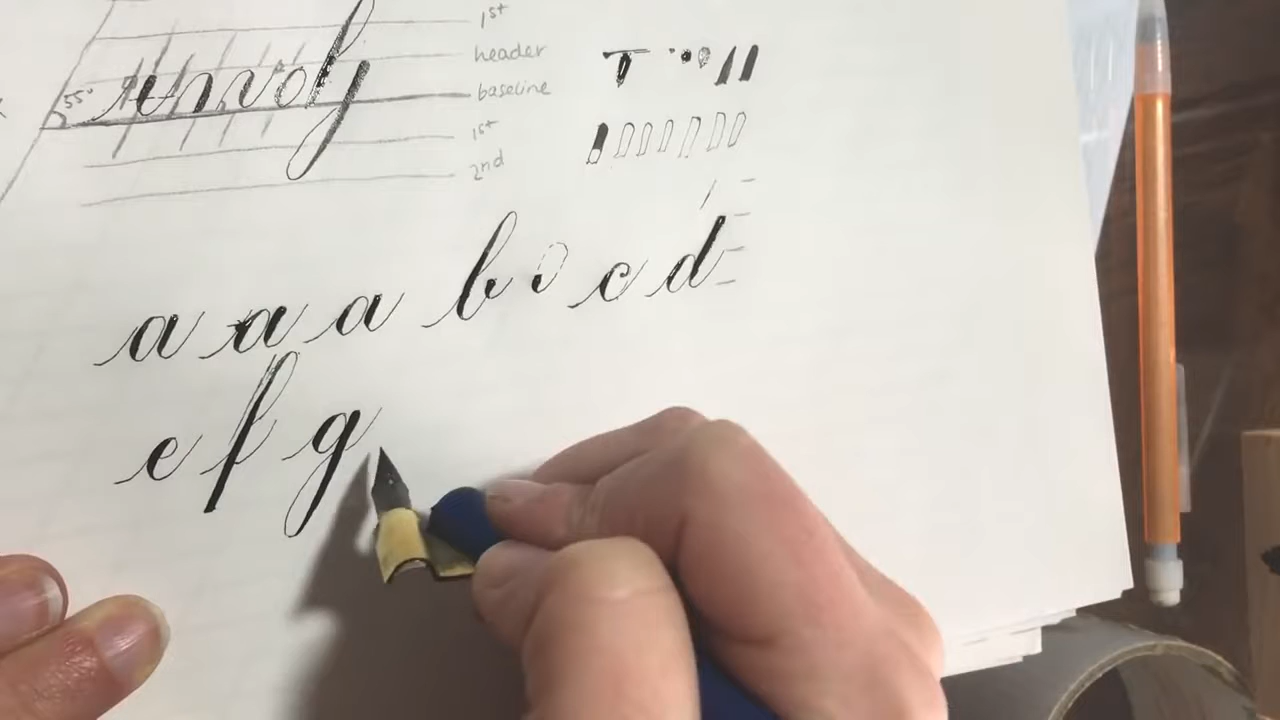 1st
header
55° baseline
1st
2nd
a a a b c d
e f g